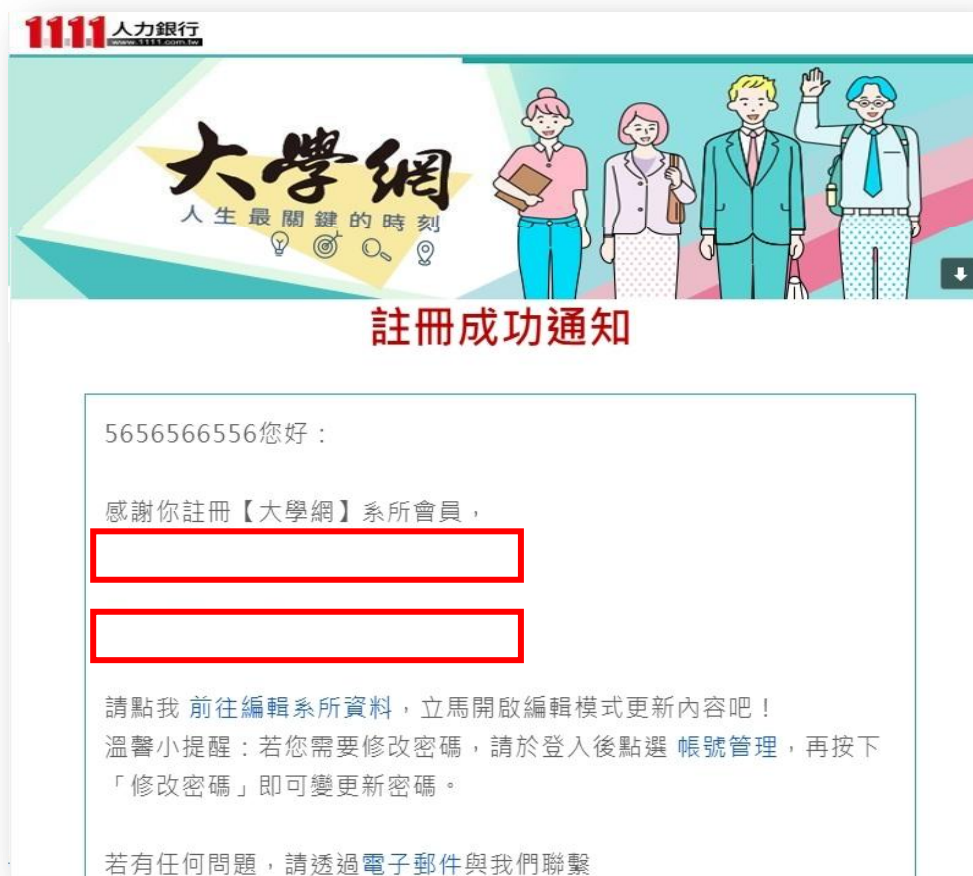 1111 人力銀行
www.1111.com.tw
大學網
人生最關鍵的時刻
註冊成功通知
5656566556您好：
感謝你註冊【大學網】系所會員，
請點我 前往編輯系所資料，立馬開啟編輯模式更新內容吧！
溫馨小提醒：若您需要修改密碼，請於登入後點選 帳號管理，再按下
「修改密碼」即可變更新密碼。
若有任何問題，請透過電子郵件與我們聯繫